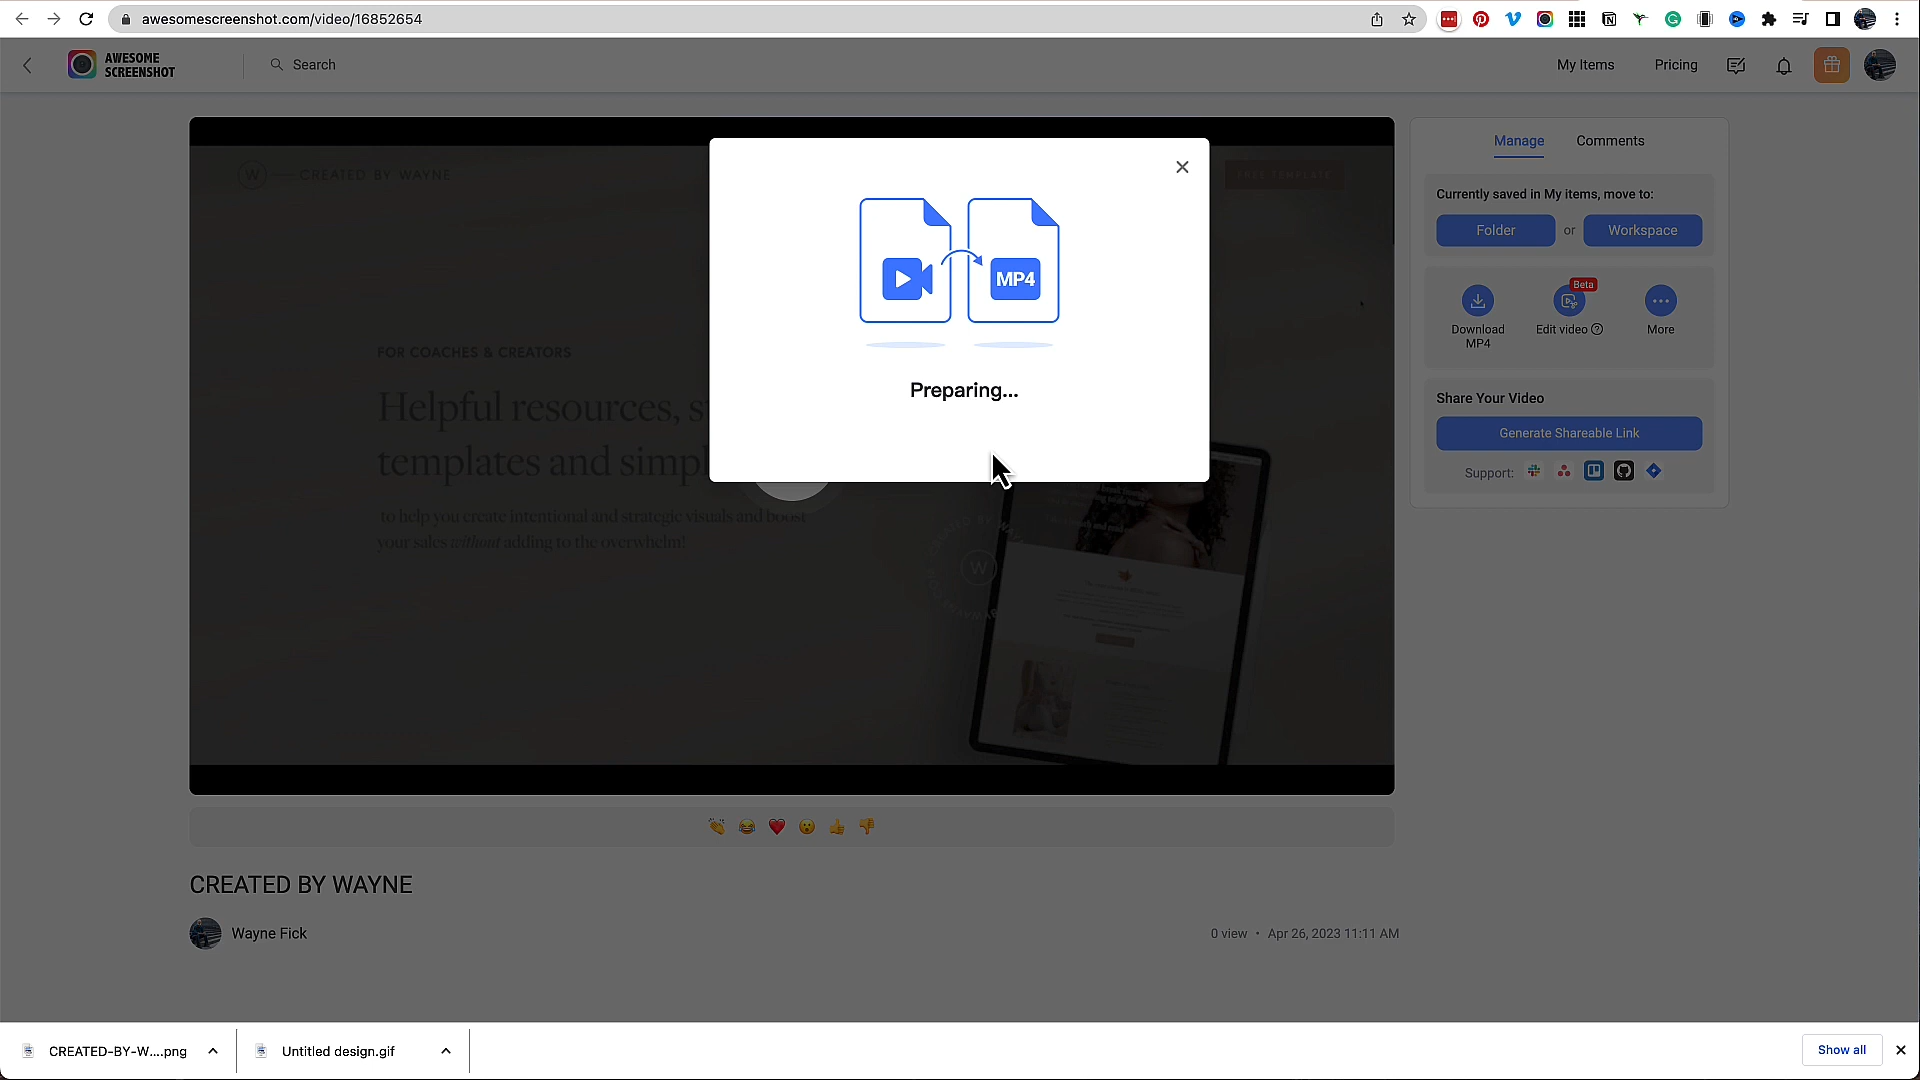 awesomescreenshot.com/video/16852654
AWESOME
SCREENSHOT
Search
My Items
Pricing
W
CREATED BY WAYNE
FREE TEMPLATE
MP4
Preparing...
FOR COACHES & CREATORS
Helpful resources, s
templates and simpl
to help you create intentional and strategic visuals and boost
your sales without adding to the overwhelm!
W
Manage
Comments
Currently saved in My items, move to:
Folder
or
Workspace
Beta
Download
MP4
Edit video
More
Share Your Video
Generate Shareable Link
Support:
CREATED BY WAYNE
Wayne Fick
0 view • Apr 26, 2023 11:11 AM
CREATED-BY-W....png
Untitled design.gif
Show all